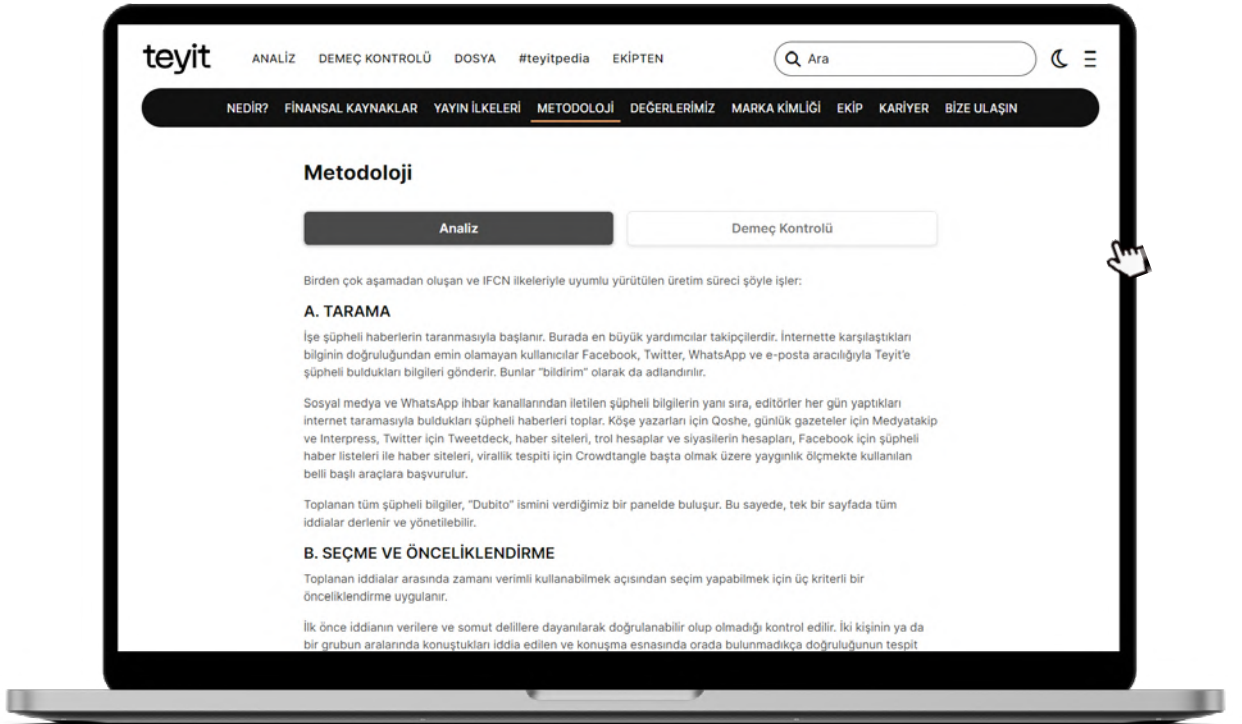 teyit
ANALİZ DEMEÇ KONTROLÜ DOSYA #teyitpedia EKİPTEN
Ara
NEDİR? FİNANSAL KAYNAKLAR YAYIN İLKELERİ METODOLOJİ DEĞERLERİMİZ MARKA KİMLİĞİ EKİP KARİYER BİZE ULAŞIN
Metodoloji
Analiz
Demeç Kontrolü
Birden çok aşamadan oluşan ve IFCN ilkeleriyle uyumlu yürütülen üretim süreci şöyle işler:
A. TARAMA
İşe şüpheli haberlerin taranmasıyla başlanır. Burada en büyük yardımcılar takipçilerdir. İnternette karşılaştıkları
bilginin doğruluğundan emin olamayan kullanıcılar Facebook, Twitter, WhatsApp ve e-posta aracılığıyla Teyit'e
şüpheli buldukları bilgileri gönderir. Bunlar "bildirim" olarak da adlandırılır.
Sosyal medya ve WhatsApp ihbar kanallarından iletilen şüpheli bilgilerin yanı sıra, editörler her gün yaptıkları
internet taramasıyla buldukları şüpheli haberleri toplar. Köşe yazarları için Qoshe, günlük gazeteler için Medyatakip
ve Interpress, Twitter için Tweetdeck, haber siteleri, trol hesaplar ve siyasilerin hesapları, Facebook için şüpheli
haber listeleri ile haber siteleri, virallik tespiti için Crowdtangle başta olmak üzere yaygınlık ölçmekte kullanılan
belli başlı araçlara başvurulur.
Toplanan tüm şüpheli bilgiler, "Dubito" ismini verdiğimiz bir panelde buluşur. Bu sayede, tek bir sayfada tüm
iddialar derlenir ve yönetilebilir.
B. SEÇME VE ÖNCELİKLENDİRME
Toplanan iddialar arasında zamanı verimli kullanabilmek açısından seçim yapabilmek için üç kriterli bir
önceliklendirme uygulanır.
İlk önce iddianın verilere ve somut delillere dayanılarak doğrulanabilir olup olmadığı kontrol edilir. İki kişinin ya da
bir grubun aralarında konuştukları iddia edilen ve konuşma esnasında orada bulunmadıkça doğruluğunun tespit